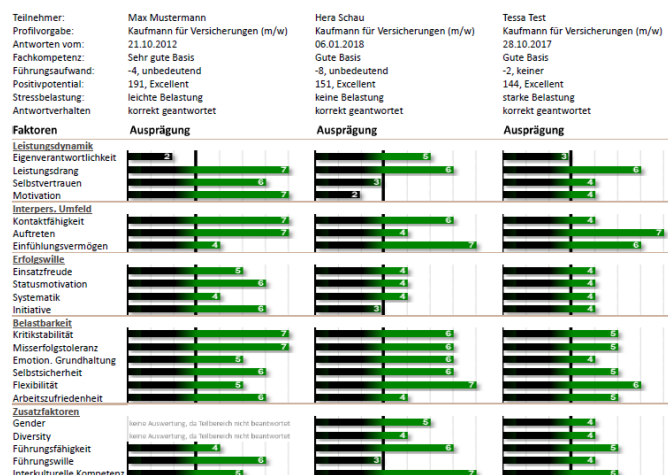 Teilnehmer: Max Mustermann Hera Schau Tessa Test
Profilvorgabe: Kaufmann für Versicherungen (m/w) Kaufmann für Versicherungen (m/w) Kaufmann für Versicherungen (m/w)
Antworten vom: 21.10.2012 06.01.2018 28.10.2017
Fachkompetenz: Sehr gute Basis Gute Basis Gute Basis
Führungsaufwand: -4, unbedeutend -8, unbedeutend -2, keiner
Positivpotential: 191, Excellent 151, Excellent 144, Excellent
Stressbelastung: leichte Belastung keine Belastung starke Belastung
Antwortverhalten korrekt geantwortet korrekt geantwortet korrekt geantwortet
Faktoren Ausprägung Ausprägung Ausprägung
Leistungsdynamik
Eigenverantwortlichkeit 2 5 3
Leistungsdrang 7 6 6
Selbstvertrauen 6 3 4
Motivation 7 2 4
Interpers. Umfeld
Kontaktfähigkeit 7 6 4
Auftreten 7 4 7
Einfühlungsvermögen 4 7 6
Erfolgswille
Einsatzfreude 5 4 4
Statusmotivation 6 4 4
Systematik 4 4 4
Initiative 6 3 4
Belastbarkeit
Kritikstabilität 7 6 5
Misserfolgstoleranz 7 6 5
Emotion. Grundhaltung 5 6 4
Selbstsicherheit 6 6 5
Flexibilität 5 7 6
Arbeitszufriedenheit 6 4 5
Zusatzfaktoren
Gender keine Auswertung, da Teilbereich nicht beantwortet 5 4
Diversity keine Auswertung, da Teilbereich nicht beantwortet 4 4
Führungsfähigkeit 4 6 5
Führungswille 6 3 4
Interkulturelle Kompetenz 5 7 4